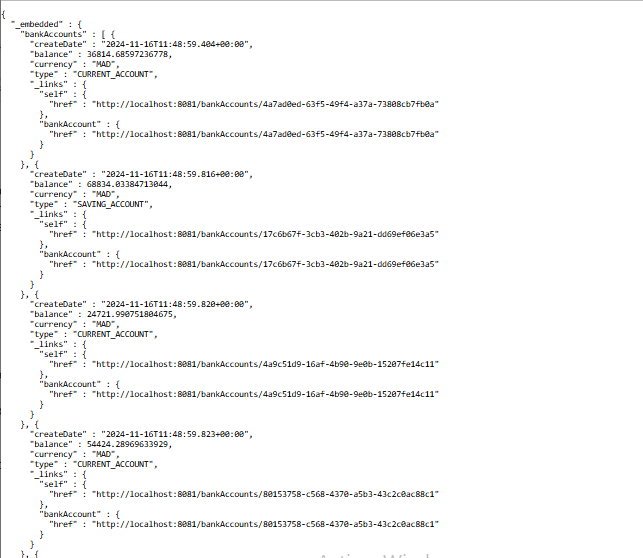 {
"_embedded" : {
"bankAccounts" : [ {
"createDate" : "2024-11-16T11:48:59.404+00:00",
"balance" : 36814.68597236778,
"currency" : "MAD",
"type" : "CURRENT_ACCOUNT",
"_links" : {
"self" : {
"href" : "http://localhost:8081/bankAccounts/4a7ad0ed-63f5-49f4-a37a-73808cb7fb0a"
},
"bankAccount" : {
"href" : "http://localhost:8081/bankAccounts/4a7ad0ed-63f5-49f4-a37a-73808cb7fb0a"
}
}
}, {
"createDate" : "2024-11-16T11:48:59.816+00:00",
"balance" : 68834.03384713044,
"currency" : "MAD",
"type" : "SAVING_ACCOUNT",
"_links" : {
"self" : {
"href" : "http://localhost:8081/bankAccounts/17c6b67f-3cb3-402b-9a21-dd69ef06e3a5"
},
"bankAccount" : {
"href" : "http://localhost:8081/bankAccounts/17c6b67f-3cb3-402b-9a21-dd69ef06e3a5"
}
}
}, {
"createDate" : "2024-11-16T11:48:59.820+00:00",
"balance" : 24721.990751804675,
"currency" : "MAD",
"type" : "CURRENT_ACCOUNT",
"_links" : {
"self" : {
"href" : "http://localhost:8081/bankAccounts/4a9c51d9-16af-4b90-9e0b-15207fe14c11"
},
"bankAccount" : {
"href" : "http://localhost:8081/bankAccounts/4a9c51d9-16af-4b90-9e0b-15207fe14c11"
}
}
}, {
"createDate" : "2024-11-16T11:48:59.823+00:00",
"balance" : 54424.28969633929,
"currency" : "MAD",
"type" : "CURRENT_ACCOUNT",
"_links" : {
"self" : {
"href" : "http://localhost:8081/bankAccounts/80153758-c568-4370-a5b3-43c2c0ac88c1"
},
"bankAccount" : {
"href" : "http://localhost:8081/bankAccounts/80153758-c568-4370-a5b3-43c2c0ac88c1"
}
}
}, {